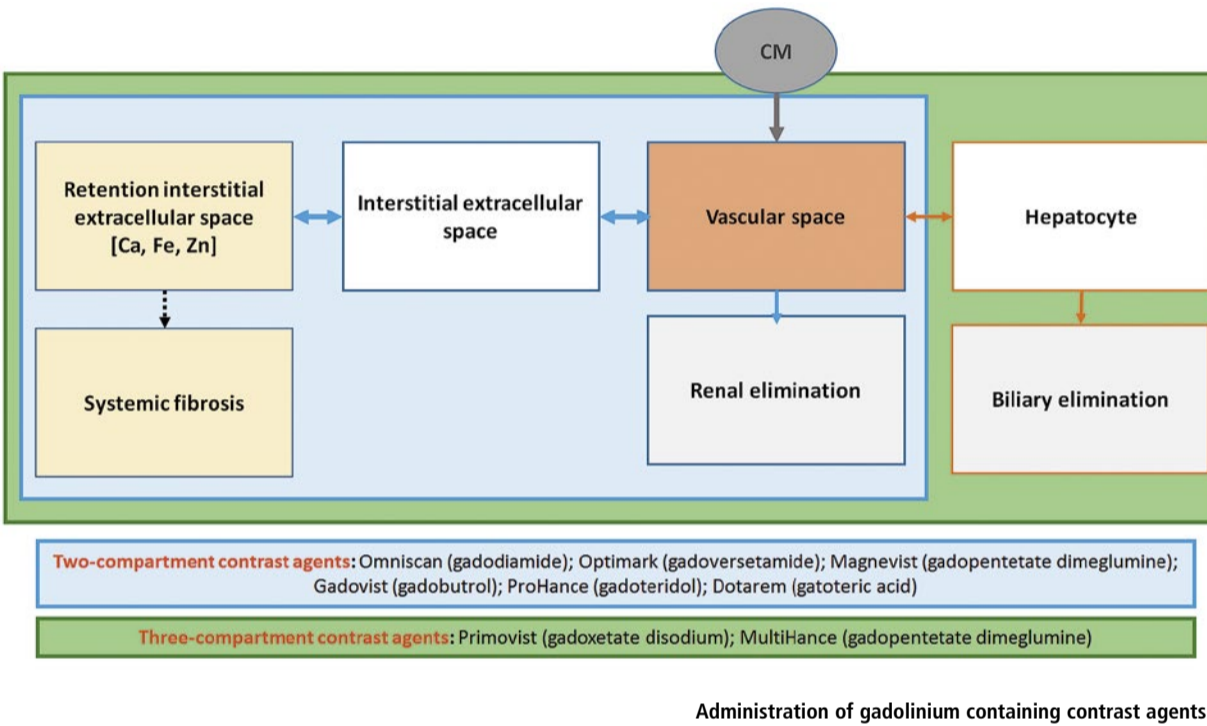 CM
Retention interstitial
extracellular space
[Ca, Fe, Zn]
Interstitial extracellular
space
Vascular space
Hepatocyte
Systemic fibrosis
Renal elimination
Biliary elimination
Two-compartment contrast agents: Omniscan (gadodiamide); Optimark (gadoversetamide); Magnevist (gadopentetate dimeglumine);
Gadovist (gadobutrol); ProHance (gadoteridol); Dotarem (gatoteric acid)
Three-compartment contrast agents: Primovist (gadoxetate disodium); MultiHance (gadopentetate dimeglumine)
Administration of gadolinium containing contrast agents